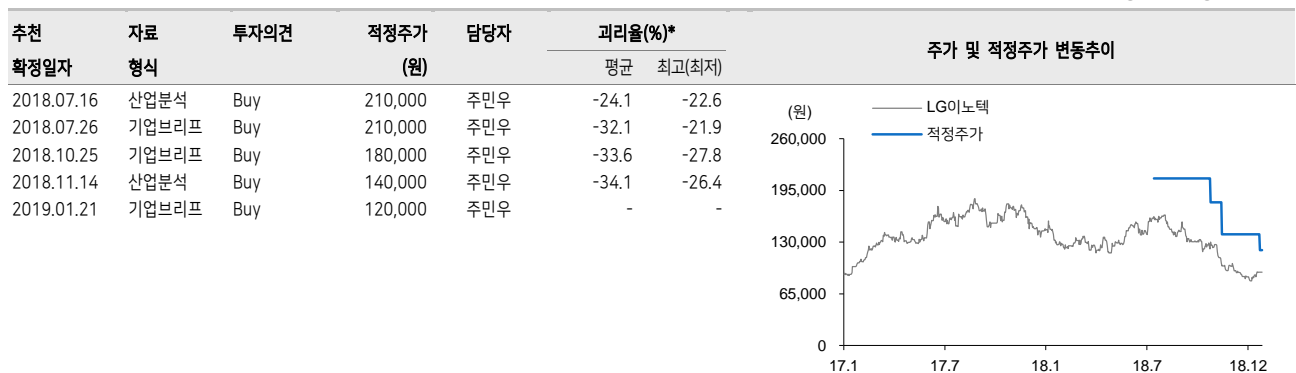 추천 자료 투자의견 적정주가 담당자 괴리율(%)* 주가 및 적정주가 변동추이
확정일자 형식 (원) 평균 최고(최저)
2018.07.16 산업분석 Buy 210,000 주민우 -24.1 -22.6
2018.07.26 기업브리프 Buy 210,000 주민우 -32.1 -21.9
2018.10.25 기업브리프 Buy 180,000 주민우 -33.6 -27.8
2018.11.14 산업분석 Buy 140,000 주민우 -34.1 -26.4
2019.01.21 기업브리프 Buy 120,000 주민우 - -
(원)
LG이노텍
적정주가
260,000
195,000
130,000
65,000
0
17.1 17.7 18.1 18.7 18.12